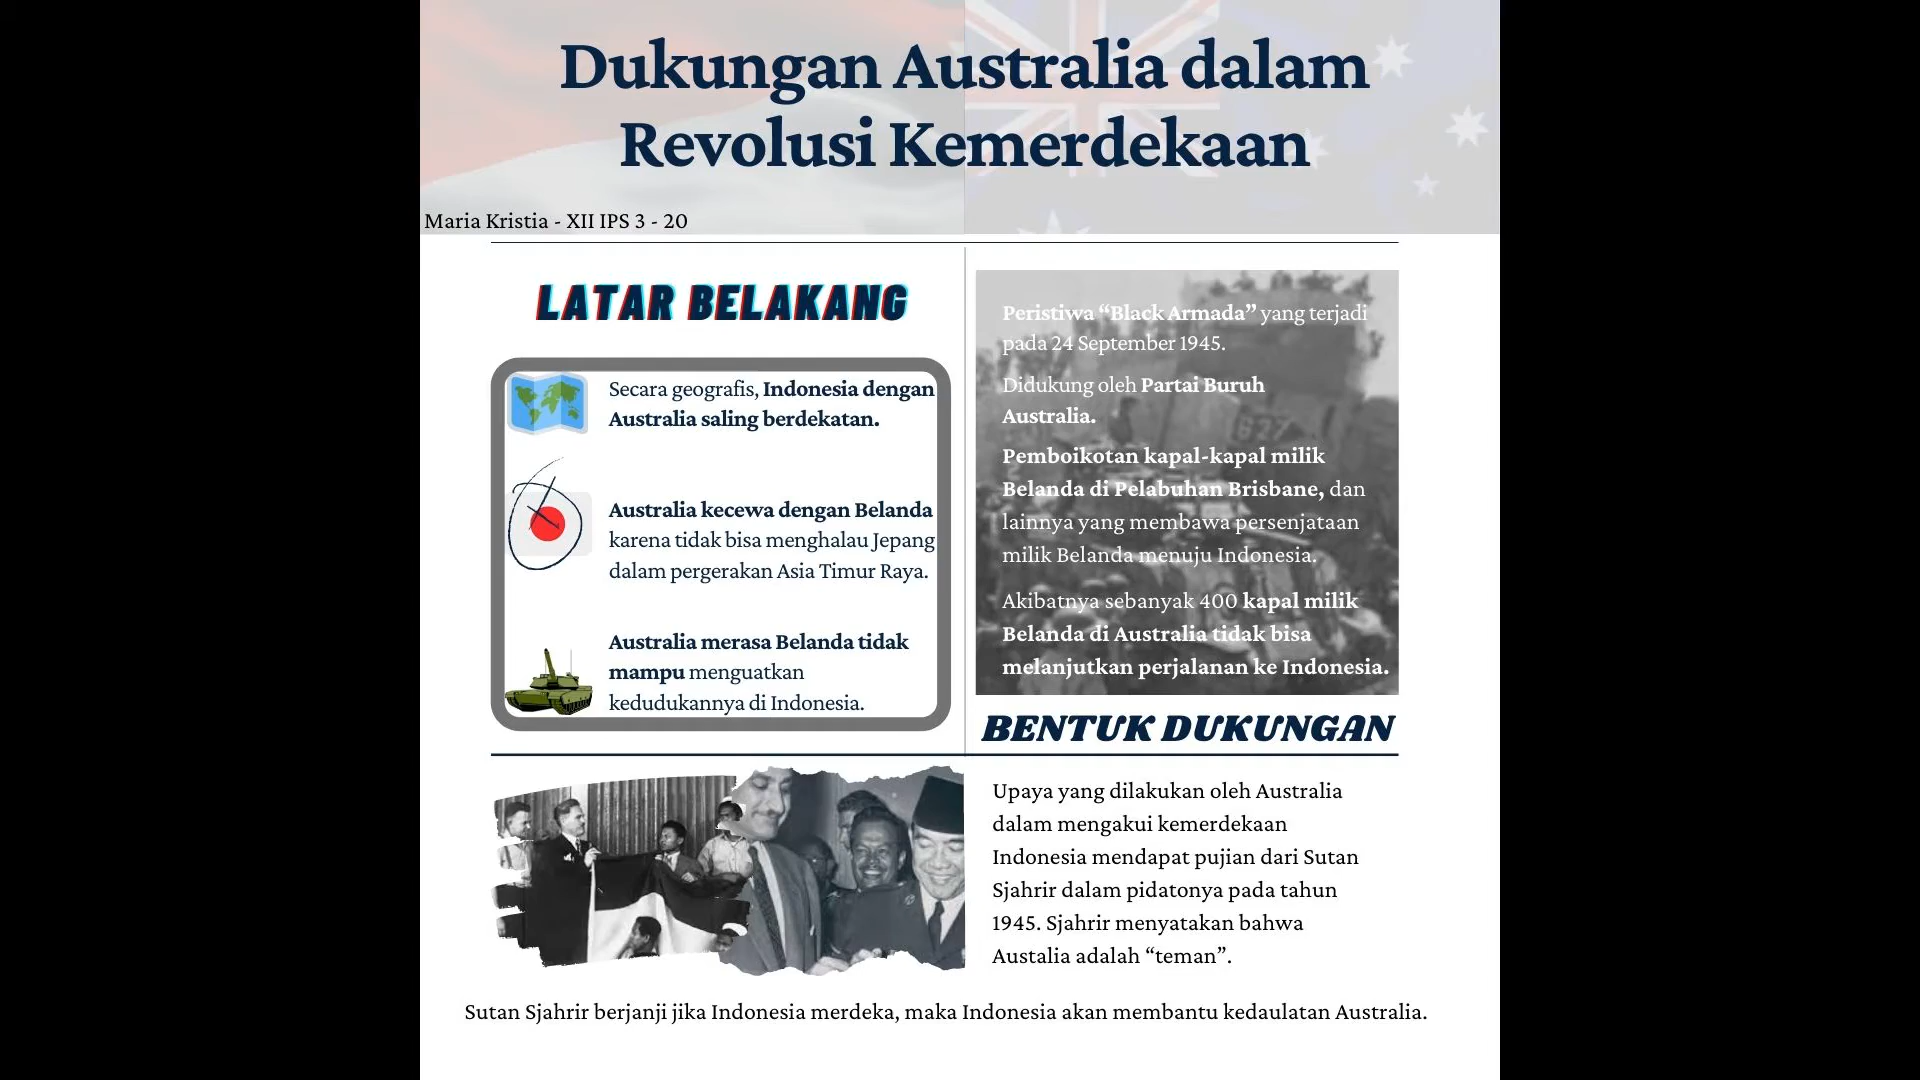 Dukungan Australia dalam
Revolusi Kemerdekaan
Maria Kristia - XII IPS 3 - 20
LATAR BELAKANG
Secara geografis, Indonesia dengan
Australia saling berdekatan.
Australia kecewa dengan Belanda
karena tidak bisa menghalau Jepang
dalam pergerakan Asia Timur Raya.
Australia merasa Belanda tidak
mampu menguatkan
kedudukannya di Indonesia.
Peristiwa “Black Armada” yang terjadi
pada 24 September 1945.
Didukung oleh Partai Buruh
Australia.
Pemboikotan kapal-kapal milik
Belanda di Pelabuhan Brisbane, dan
lainnya yang membawa persenjataan
milik Belanda menuju Indonesia.
Akibatnya sebanyak 400 kapal milik
Belanda di Australia tidak bisa
melanjutkan perjalanan ke Indonesia.
BENTUK DUKUNGAN
Upaya yang dilakukan oleh Australia
dalam mengakui kemerdekaan
Indonesia mendapat pujian dari Sutan
Sjahrir dalam pidatonya pada tahun
1945. Sjahrir menyatakan bahwa
Austalia adalah “teman”.
Sutan Sjahrir berjanji jika Indonesia merdeka, maka Indonesia akan membantu kedaulatan Australia.